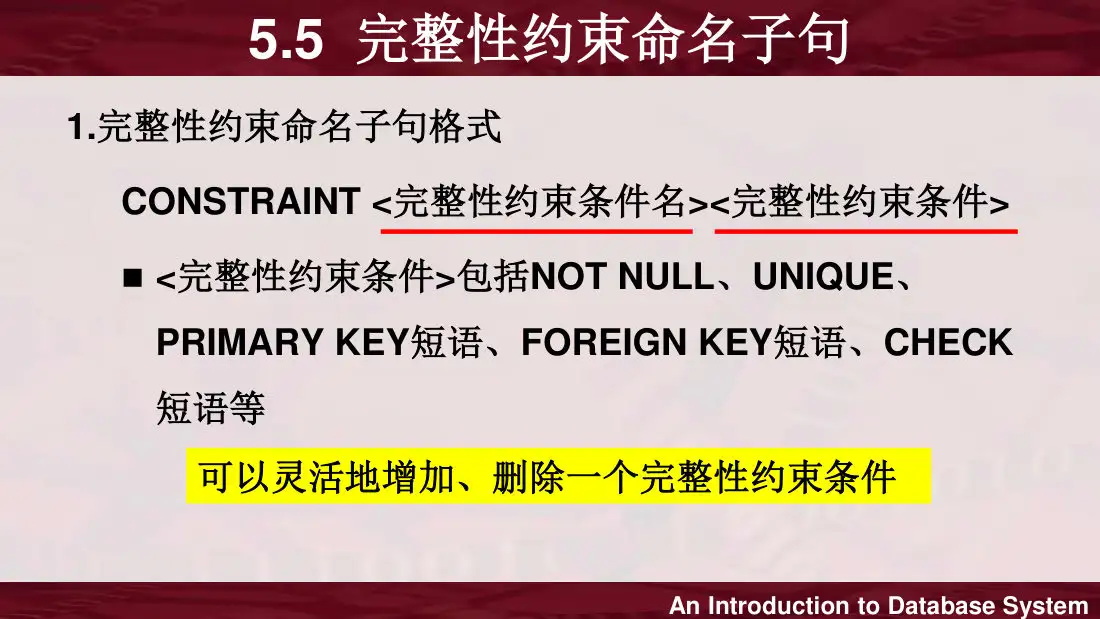 5.5 完整性约束命名子句
1.完整性约束命名子句格式
CONSTRAINT <完整性约束条件名><完整性约束条件>
■ <完整性约束条件>包括NOT NULL、UNIQUE、
PRIMARY KEY短语、FOREIGN KEY短语、CHECK
短语等
可以灵活地增加、删除一个完整性约束条件
An Introduction to Database System